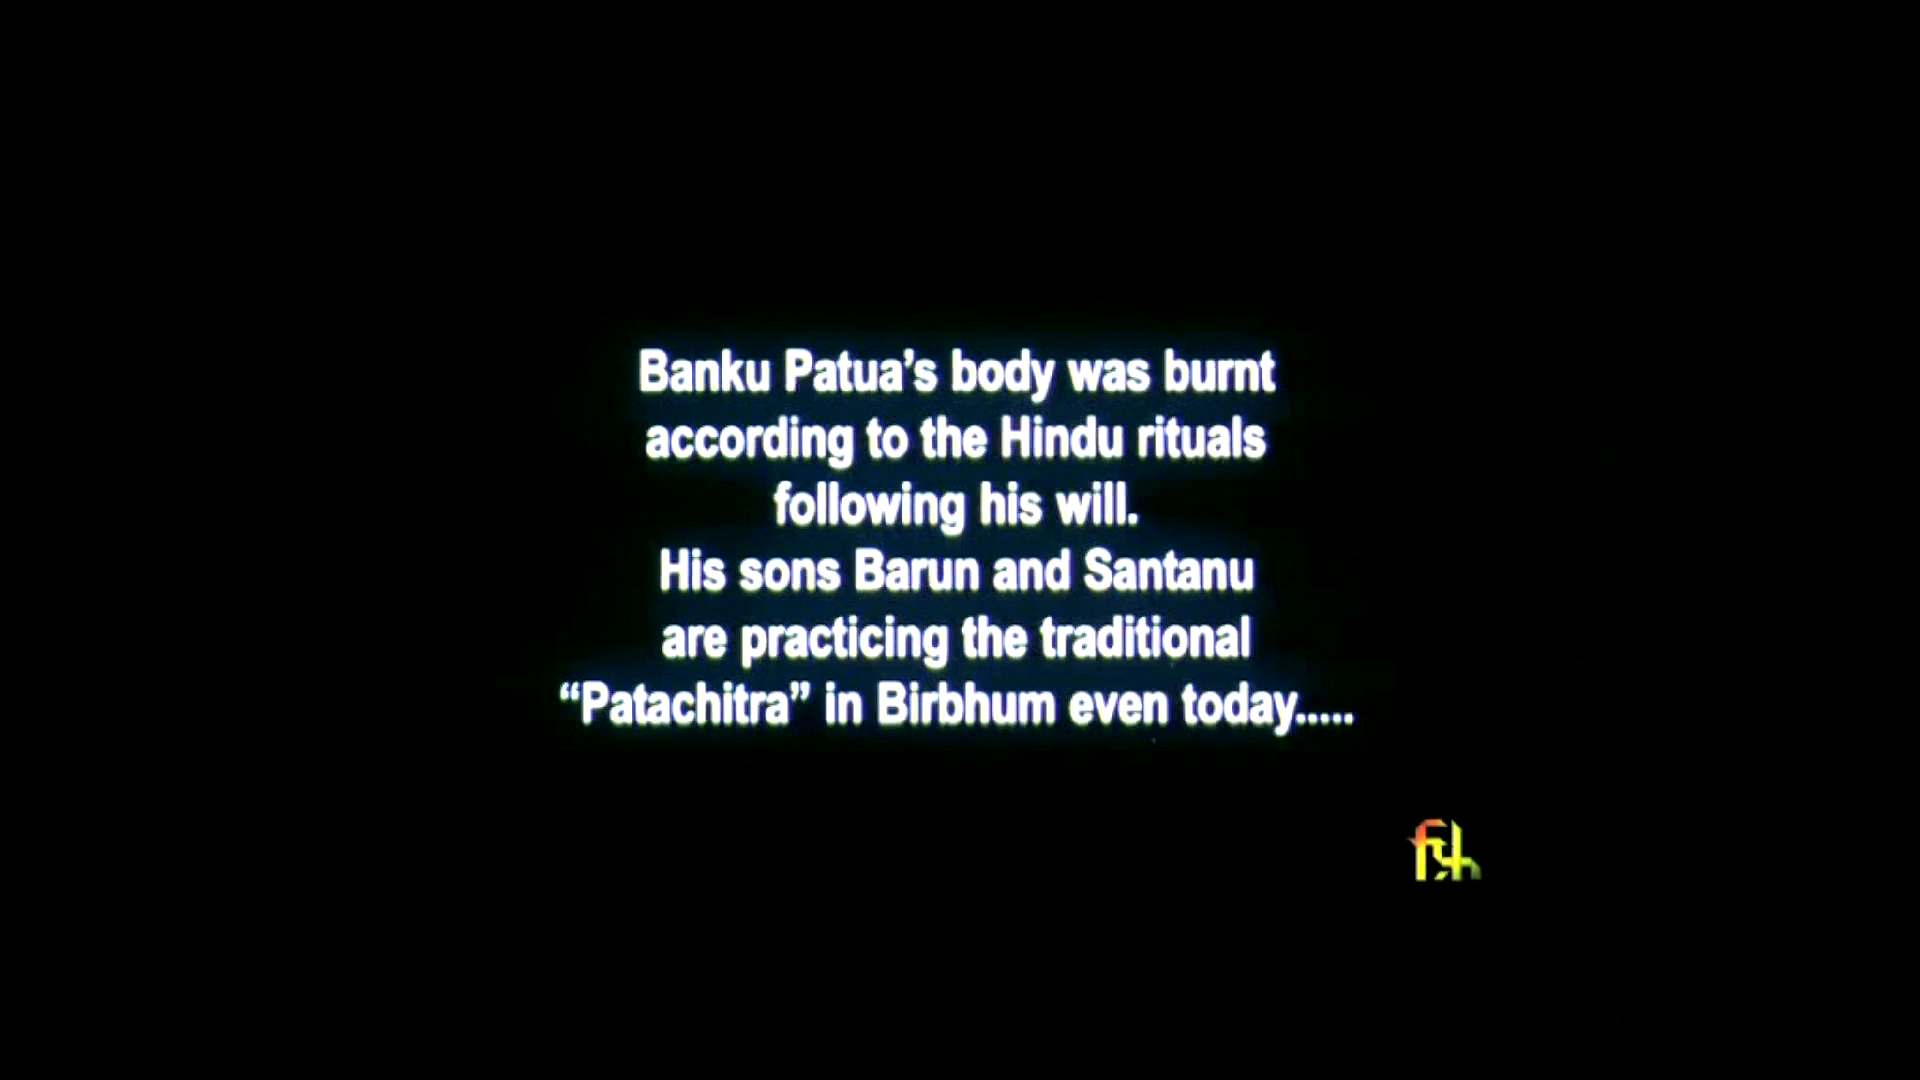 Banku Patua’s body was burnt
according to the Hindu rituals
following his will.
His sons Barun and Santanu
are practicing the traditional
“Patachitra” in Birbhum even today.....